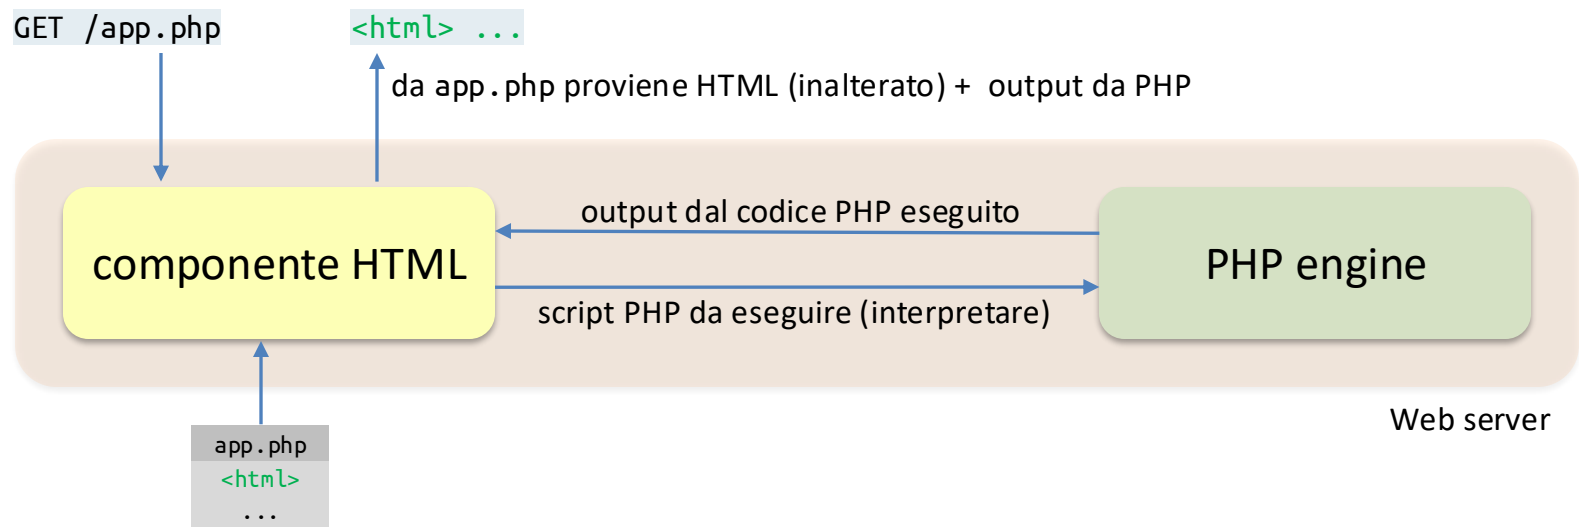 GET /app.php
<html> ...
da app.php proviene HTML (inalterato) + output da PHP
output dal codice PHP eseguito
componente HTML
PHP engine
script PHP da eseguire (interpretare)
Web server
app.php
<html>
...